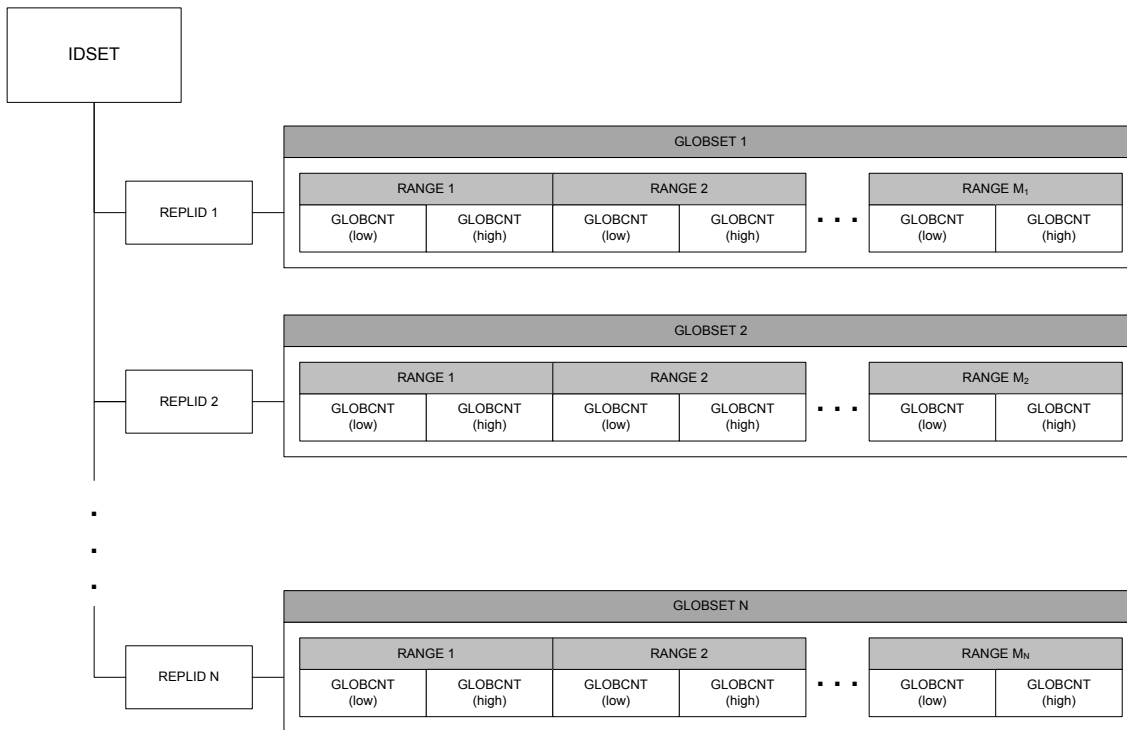 IDSET
GLOBSET 1
RANGE 1 RANGE 2 RANGE M₁
REPLID 1
GLOBCNT GLOBCNT GLOBCNT GLOBCNT . . . GLOBCNT GLOBCNT
(low) (high) (low) (high) (low) (high)
GLOBSET 2
RANGE 1 RANGE 2 RANGE M₂
REPLID 2
GLOBCNT GLOBCNT GLOBCNT GLOBCNT . . . GLOBCNT GLOBCNT
(low) (high) (low) (high) (low) (high)
.
.
.
GLOBSET N
RANGE 1 RANGE 2 RANGE Mₙ
REPLID N
GLOBCNT GLOBCNT GLOBCNT GLOBCNT . . . GLOBCNT GLOBCNT
(low) (high) (low) (high) (low) (high)